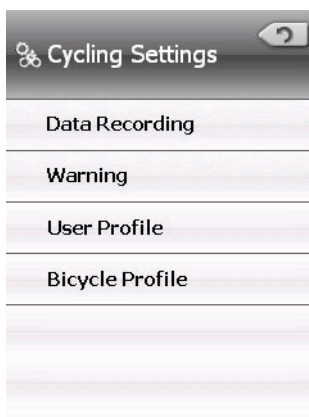 Cycling Settings
Data Recording
Warning
User Profile
Bicycle Profile